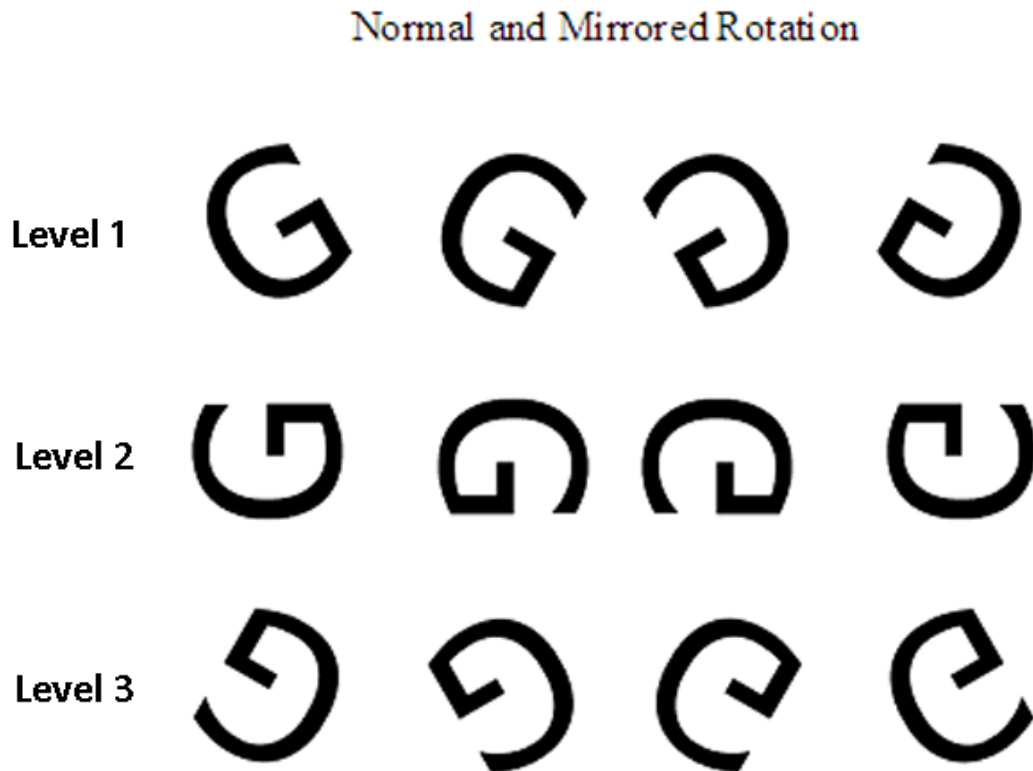 Normal and Mirrored Rotation
Level 1 G G G G
Level 2 G G G G
Level 3 G G G G